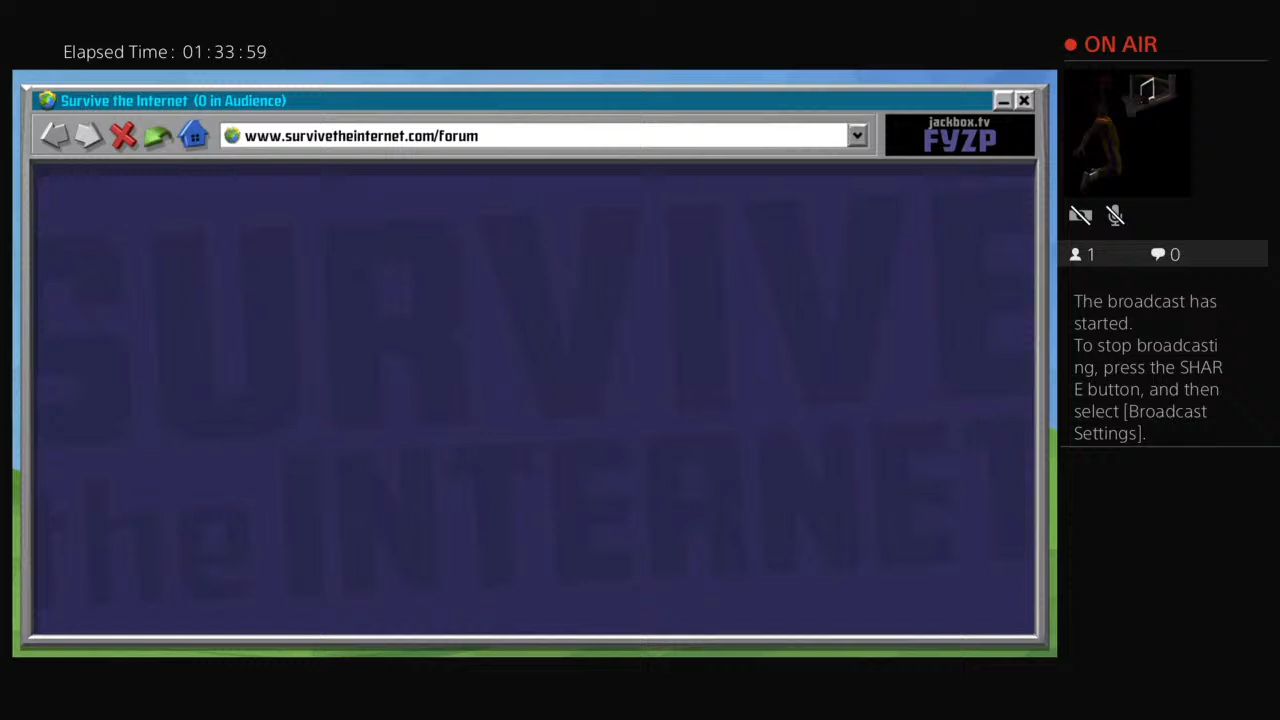 Elapsed Time: 01:33:59
ON AIR
Survive the Internet (0 in Audience)
www.survivetheinternet.com/forum
jackbox.tv
FYZP
SURVIVE
the INTERNET
1
0
The broadcast has
started.
To stop broadcasti
ng, press the SHAR
E button, and then
select [Broadcast
Settings].